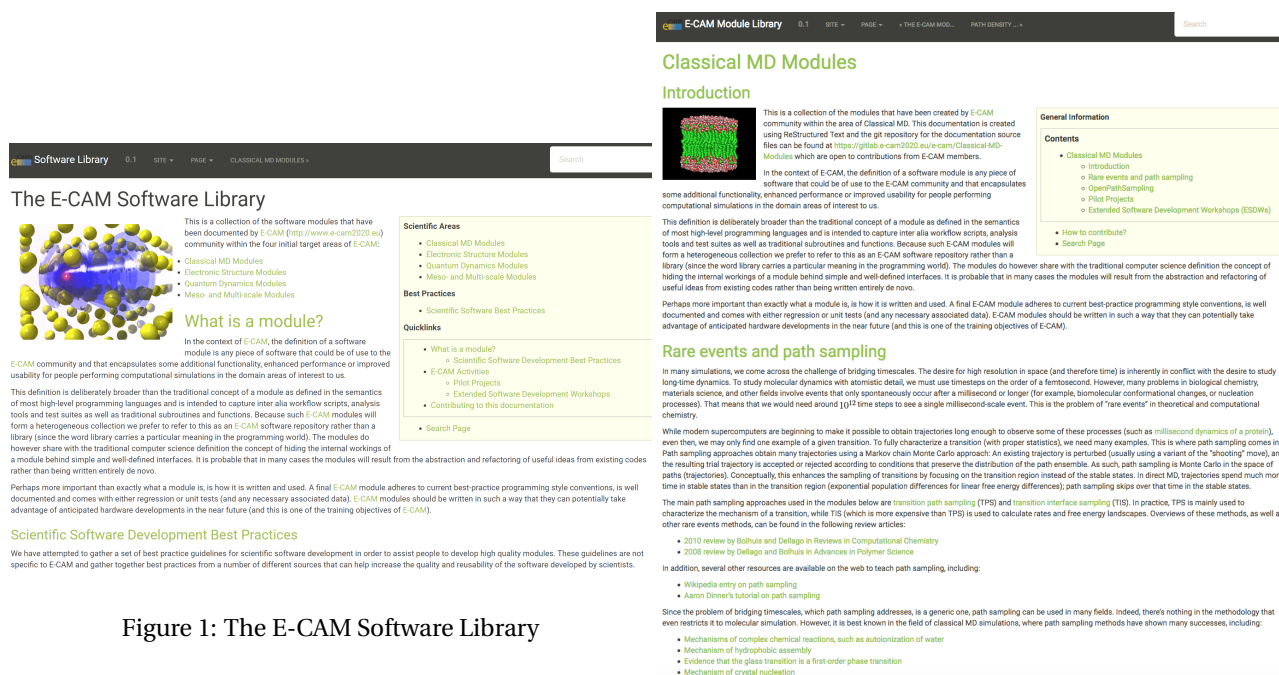 Software Library 0.1 SITE PAGE CLASSICAL MD MODULES » Search
The E-CAM Software Library
This is a collection of the software modules that have
been documented by E-CAM (http://www.e-cam2020.eu)
community within the four initial target areas of E-CAM:
• Classical MD Modules
• Electronic Structure Modules
• Quantum Dynamics Modules
• Meso- and Multi-scale Modules
What is a module?
In the context of E-CAM, the definition of a software
module is any piece of software that could be of use to the
E-CAM community and that encapsulates some additional functionality, enhanced performance or improved
usability for people performing computational simulations in the domain areas of interest to us.
This definition is deliberately broader than the traditional concept of a module as defined in the semantics
of most high-level programming languages and is intended to capture inter alia workflow scripts, analysis
tools and test suites as well as traditional subroutines and functions. Because such E-CAM modules will
form a heterogeneous collection we prefer to refer to this as an E-CAM software repository rather than a
library (since the word library carries a particular meaning in the programming world). The modules do
however share with the traditional computer science definition the concept of hiding the internal workings of
a module behind simple and well-defined interfaces. It is probable that in many cases the modules will result from the abstraction and refactoring of useful ideas from existing codes
rather than being written entirely de novo.
Perhaps more important than exactly what a module is, is how it is written and used. A final E-CAM module adheres to current best-practice programming style conventions, is well
documented and comes with either regression or unit tests (and any necessary associated data). E-CAM modules should be written in such a way that they can potentially take
advantage of anticipated hardware developments in the near future (and this is one of the training objectives of E-CAM).
Scientific Software Development Best Practices
We have attempted to gather a set of best practice guidelines for scientific software development in order to assist people to develop high quality modules. These guidelines are not
specific to E-CAM and gather together best practices from a number of different sources that can help increase the quality and reusability of the software developed by scientists.
Scientific Areas
• Classical MD Modules
• Electronic Structure Modules
• Quantum Dynamics Modules
• Meso- and Multi-scale Modules
Best Practices
• Scientific Software Best Practices
Quicklinks
• What is a module?
◦ Scientific Software Development Best Practices
• E-CAM Activities
◦ Pilot Projects
◦ Extended Software Development Workshops
• Contributing to this documentation
• Search Page
Figure 1: The E-CAM Software Library
E-CAM Module Library 0.1 SITE PAGE « THE E-CAM MOD... PATH DENSITY ... » Search
Classical MD Modules
Introduction
This is a collection of the modules that have been created by E-CAM
community within the area of Classical MD. This documentation is created
using ReStructured Text and the git repository for the documentation source
files can be found at https://gitlab.e-cam2020.eu/e-cam/Classical-MD-
Modules which are open to contributions from E-CAM members.
In the context of E-CAM, the definition of a software module is any piece of
software that could be of use to the E-CAM community and that encapsulates
some additional functionality, enhanced performance or improved usability for people performing
computational simulations in the domain areas of interest to us.
This definition is deliberately broader than the traditional concept of a module as defined in the semantics
of most high-level programming languages and is intended to capture inter alia workflow scripts, analysis
tools and test suites as well as traditional subroutines and functions. Because such E-CAM modules will
form a heterogeneous collection we prefer to refer to this as an E-CAM software repository rather than a
library (since the word library carries a particular meaning in the programming world). The modules do however share with the traditional computer science definition the concept of
hiding the internal workings of a module behind simple and well-defined interfaces. It is probable that in many cases the modules will result from the abstraction and refactoring of
useful ideas from existing codes rather than being written entirely de novo.
Perhaps more important than exactly what a module is, is how it is written and used. A final E-CAM module adheres to current best-practice programming style conventions, is well
documented and comes with either regression or unit tests (and any necessary associated data). E-CAM modules should be written in such a way that they can potentially take
advantage of anticipated hardware developments in the near future (and this is one of the training objectives of E-CAM).
General Information
Contents
• Classical MD Modules
◦ Introduction
◦ Rare events and path sampling
◦ OpenPathSampling
◦ Pilot Projects
◦ Extended Software Development Workshops (ESDWs)
• How to contribute?
• Search Page
Rare events and path sampling
In many simulations, we come across the challenge of bridging timescales. The desire for high resolution in space (and therefore time) is inherently in conflict with the desire to study
long-time dynamics. To study molecular dynamics with atomistic detail, we must use timesteps on the order of a femtosecond. However, many problems in biological chemistry,
materials science, and other fields involve events that only spontaneously occur after a millisecond or longer (for example, biomolecular conformational changes, or nucleation
processes). That means that we would need around 10¹² time steps to see a single millisecond-scale event. This is the problem of "rare events" in theoretical and computational
chemistry.
While modern supercomputers are beginning to make it possible to obtain trajectories long enough to observe some of these processes (such as millisecond dynamics of a protein),
even then, we may only find one example of a given transition. To fully characterize a transition (with proper statistics), we need many examples. This is where path sampling comes in
Path sampling approaches obtain many trajectories using a Markov chain Monte Carlo approach: An existing trajectory is perturbed (usually using a variant of the "shooting" move), an
the resulting trial trajectory is accepted or rejected according to conditions that preserve the distribution of the path ensemble. As such, path sampling is Monte Carlo in the space of
paths (trajectories). Conceptually, this enhances the sampling of transitions by focusing on the transition region instead of the stable states. In direct MD, trajectories spend much mor
time in stable states than in the transition region (exponential population differences for linear free energy differences); path sampling skips over that time in the stable states.
The main path sampling approaches used in the modules below are transition path sampling (TPS) and transition interface sampling (TIS). In practice, TPS is mainly used to
characterize the mechanism of a transition, while TIS (which is more expensive than TPS) is used to calculate rates and free energy landscapes. Overviews of these methods, as well a
other rare events methods, can be found in the following review articles:
• 2010 review by Bolhuis and Dellago in Reviews in Computational Chemistry
• 2008 review by Dellago and Bolhuis in Advances in Polymer Science
In addition, several other resources are available on the web to teach path sampling, including:
• Wikipedia entry on path sampling
• Aaron Dinner's tutorial on path sampling
Since the problem of bridging timescales, which path sampling addresses, is a generic one, path sampling can be used in many fields. Indeed, there's nothing in the methodology that
even restricts it to molecular simulation. However, it is best known in the field of classical MD simulations, where path sampling methods have shown many successes, including:
• Mechanisms of complex chemical reactions, such as autoionization of water
• Mechanism of hydrophobic assembly
• Evidence that the glass transition is a first-order phase transition
• Mechanism of crystal nucleation